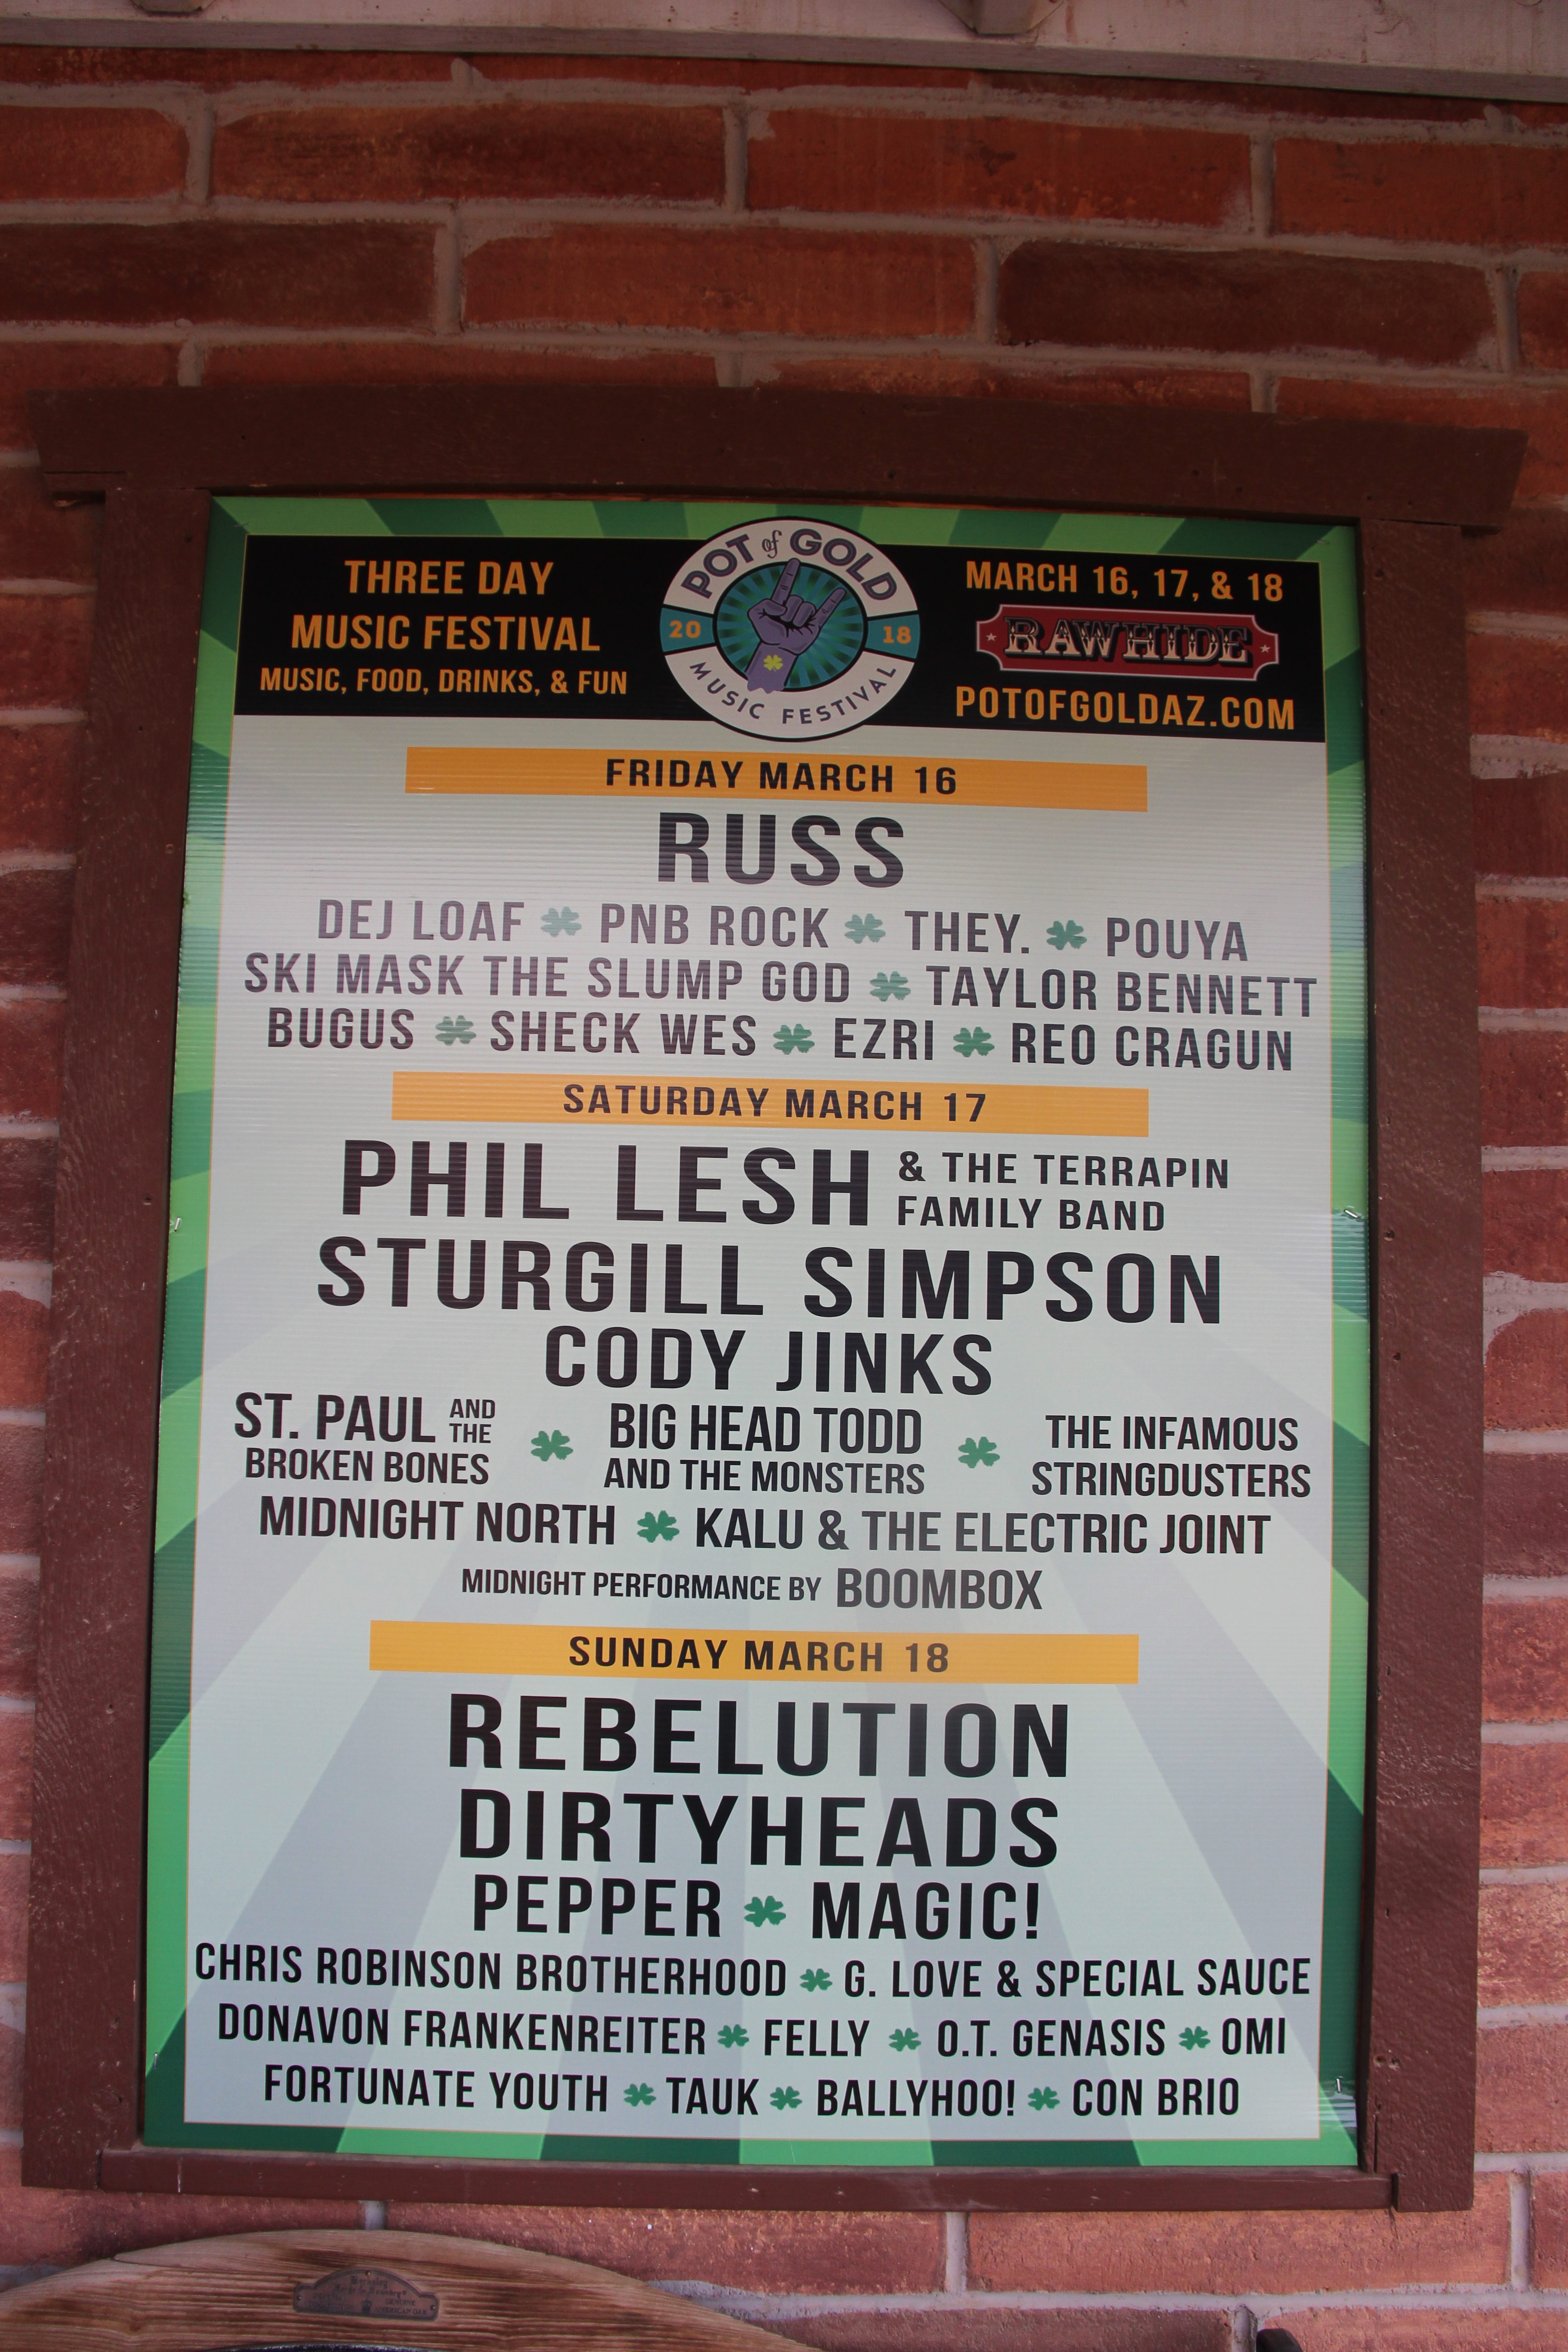 THREE DAY
MUSIC FESTIVAL
MUSIC, FOOD, DRINKS, & FUN
POT of GOLD
20 18
MUSIC FESTIVAL
MARCH 16, 17, & 18
RAWHIDE
POTOFGOLDAZ.COM
FRIDAY MARCH 16
RUSS
DEJ LOAF PNB ROCK THEY. POUYA
SKI MASK THE SLUMP GOD TAYLOR BENNETT
BUGUS SHECK WES EZRI REO CRAGUN
SATURDAY MARCH 17
PHIL LESH & THE TERRAPIN
FAMILY BAND
STURGILL SIMPSON
CODY JINKS
ST. PAUL AND THE
BROKEN BONES
BIG HEAD TODD
AND THE MONSTERS
THE INFAMOUS
STRINGDUSTERS
MIDNIGHT NORTH KALU & THE ELECTRIC JOINT
MIDNIGHT PERFORMANCE BY BOOMBOX
SUNDAY MARCH 18
REBELUTION
DIRTYHEADS
PEPPER MAGIC!
CHRIS ROBINSON BROTHERHOOD G. LOVE & SPECIAL SAUCE
DONAVON FRANKENREITER FELLY O.T. GENASIS OMI
FORTUNATE YOUTH TAUK BALLYHOO! CON BRIO